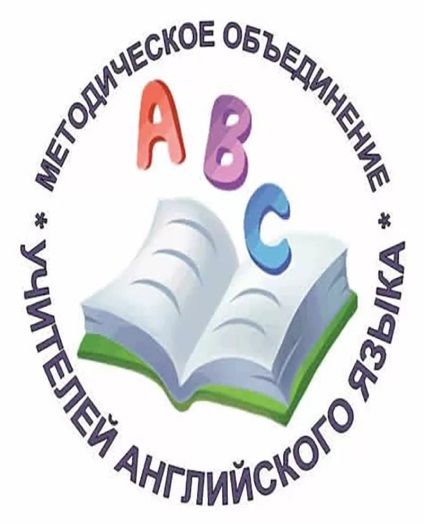 * МЕТОДИЧЕСКОЕ ОБЪЕДИНЕНИЕ *
УЧИТЕЛЕЙ АНГЛИЙСКОГО ЯЗЫКА
A B C